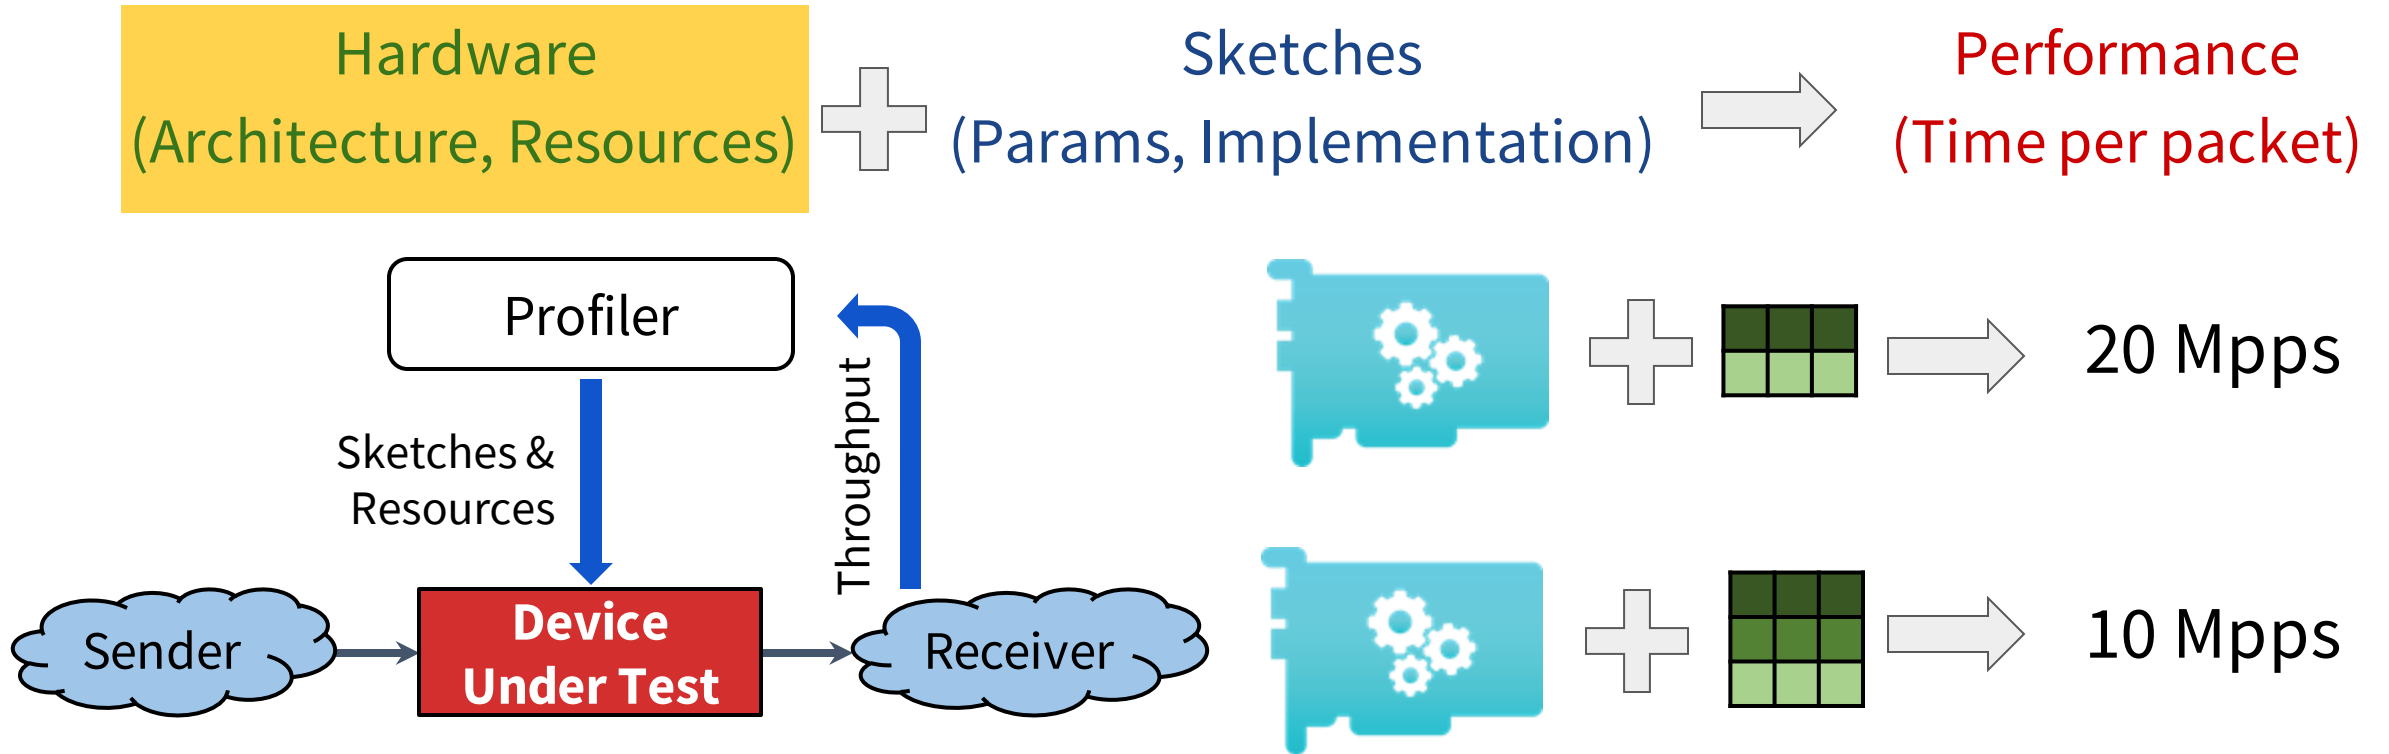 Hardware
(Architecture, Resources)
Sketches
(Params, Implementation)
Performance
(Time per packet)
Profiler
Sketches &
Resources
Throughput
Sender
Device
Under Test
Receiver
20 Mpps
10 Mpps